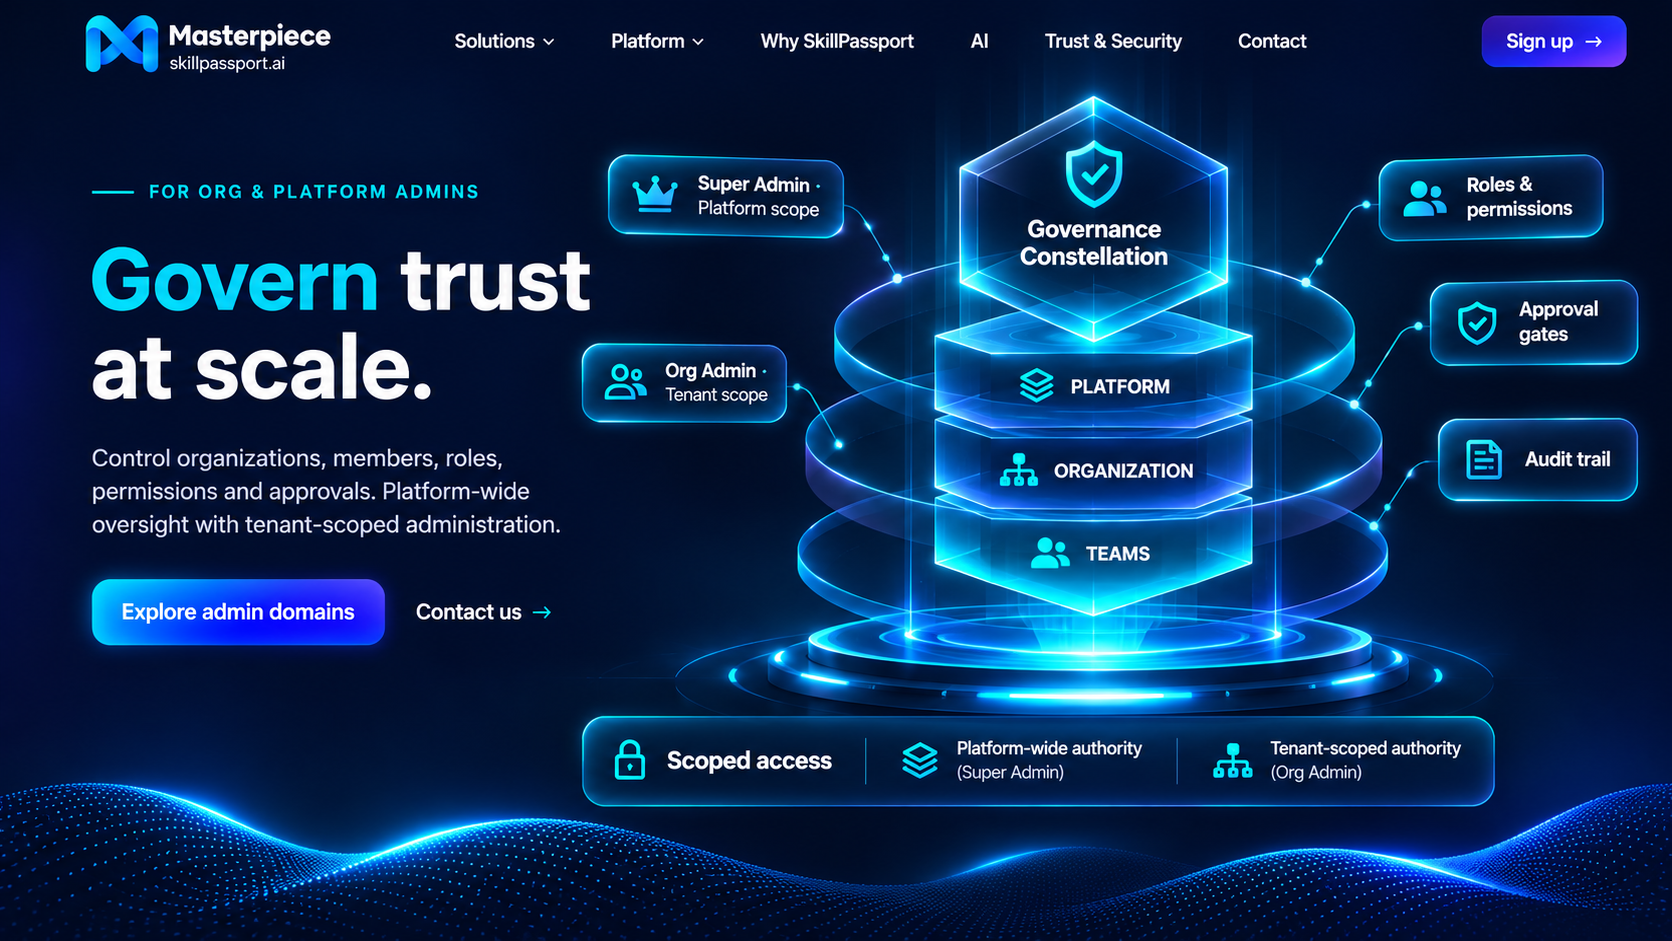 Masterpiece
skillpassport.ai
Solutions
Platform
Why SkillPassport
AI
Trust & Security
Contact
Sign up →
FOR ORG & PLATFORM ADMINS
Govern trust
at scale.
Control organizations, members, roles,
permissions and approvals. Platform-wide
oversight with tenant-scoped administration.
Explore admin domains
Contact us →
Super Admin ·
Platform scope
Org Admin ·
Tenant scope
Governance
Constellation
PLATFORM
ORGANIZATION
TEAMS
Roles &
permissions
Approval
gates
Audit trail
Scoped access
Platform-wide authority
(Super Admin)
Tenant-scoped authority
(Org Admin)